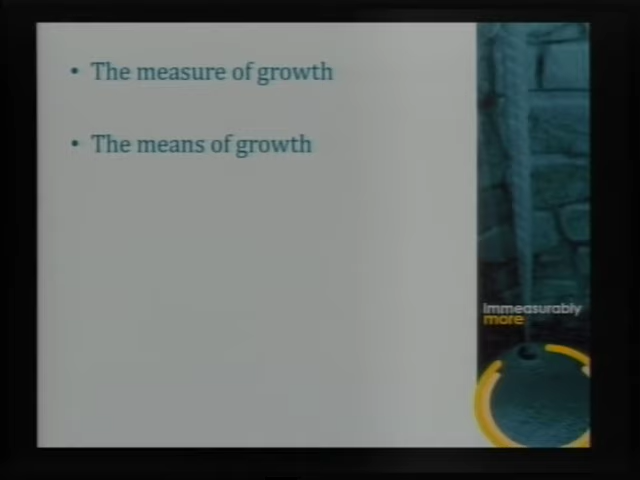 • The measure of growth
• The means of growth
immeasurably
more